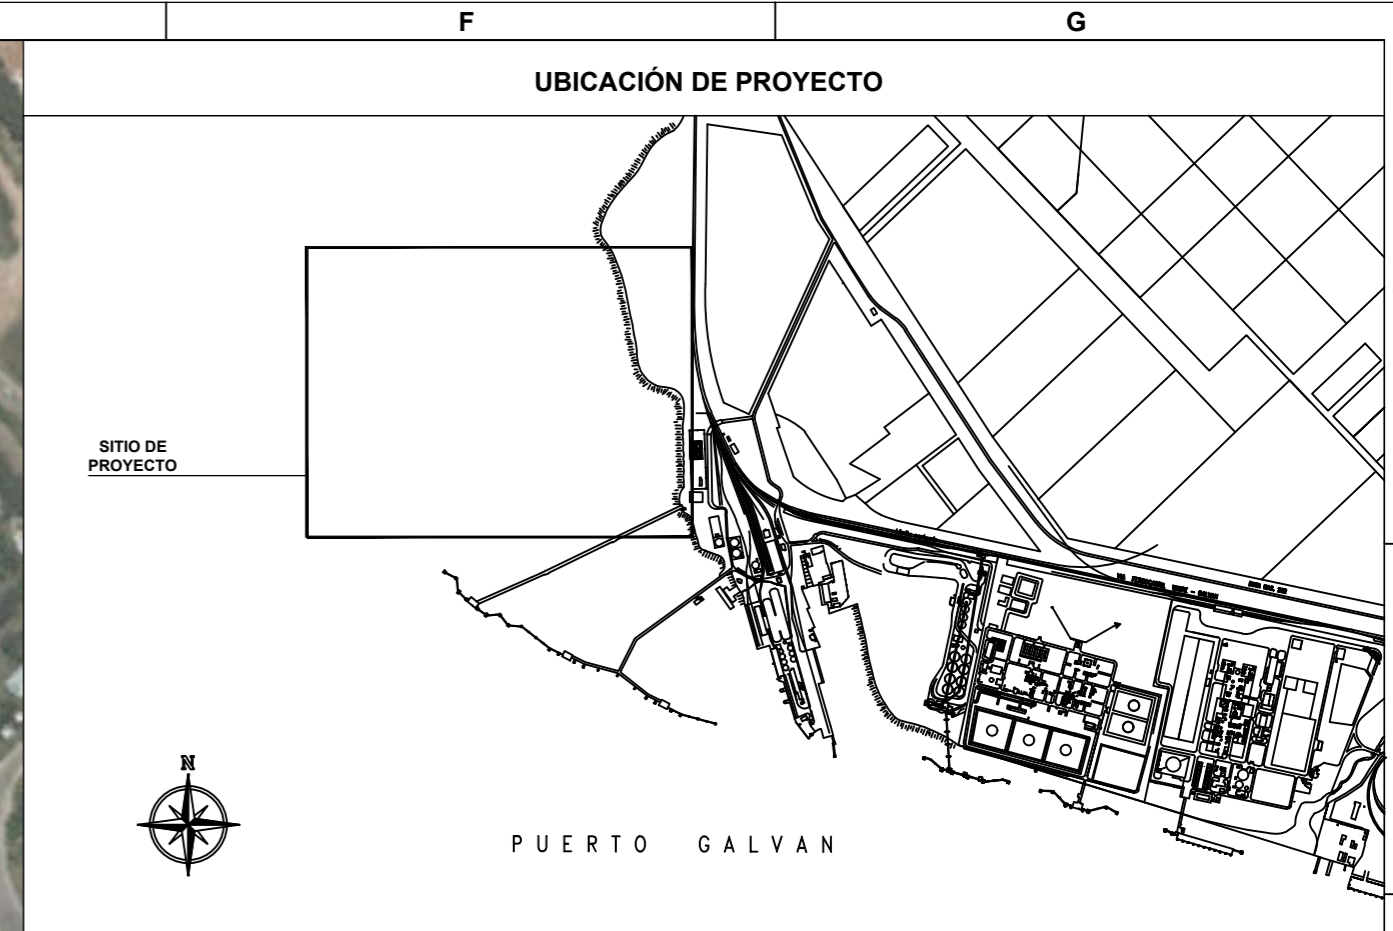 F
G
UBICACIÓN DE PROYECTO
SITIO DE
PROYECTO
N
PUERTO GALVAN